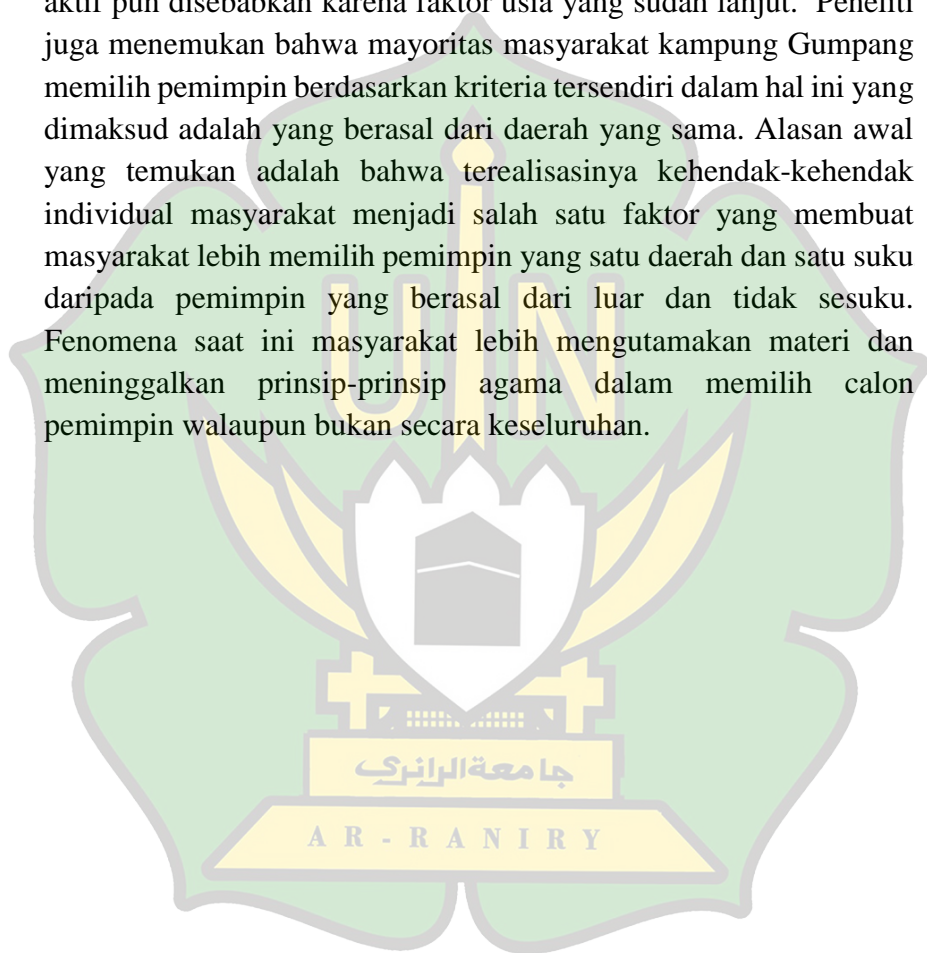 aktif pun disebabkan karena faktor usia yang sudah lanjut. Peneliti
juga menemukan bahwa mayoritas masyarakat kampung Gumpang
memilih pemimpin berdasarkan kriteria tersendiri dalam hal ini yang
dimaksud adalah yang berasal dari daerah yang sama. Alasan awal
yang temukan adalah bahwa terealisasinya kehendak-kehendak
individual masyarakat menjadi salah satu faktor yang membuat
masyarakat lebih memilih pemimpin yang satu daerah dan satu suku
daripada pemimpin yang berasal dari luar dan tidak sesuku.
Fenomena saat ini masyarakat lebih mengutamakan materi dan
meninggalkan prinsip-prinsip agama dalam memilih calon
pemimpin walaupun bukan secara keseluruhan.
UIN
جامعةالرانري
AR-RANIRY